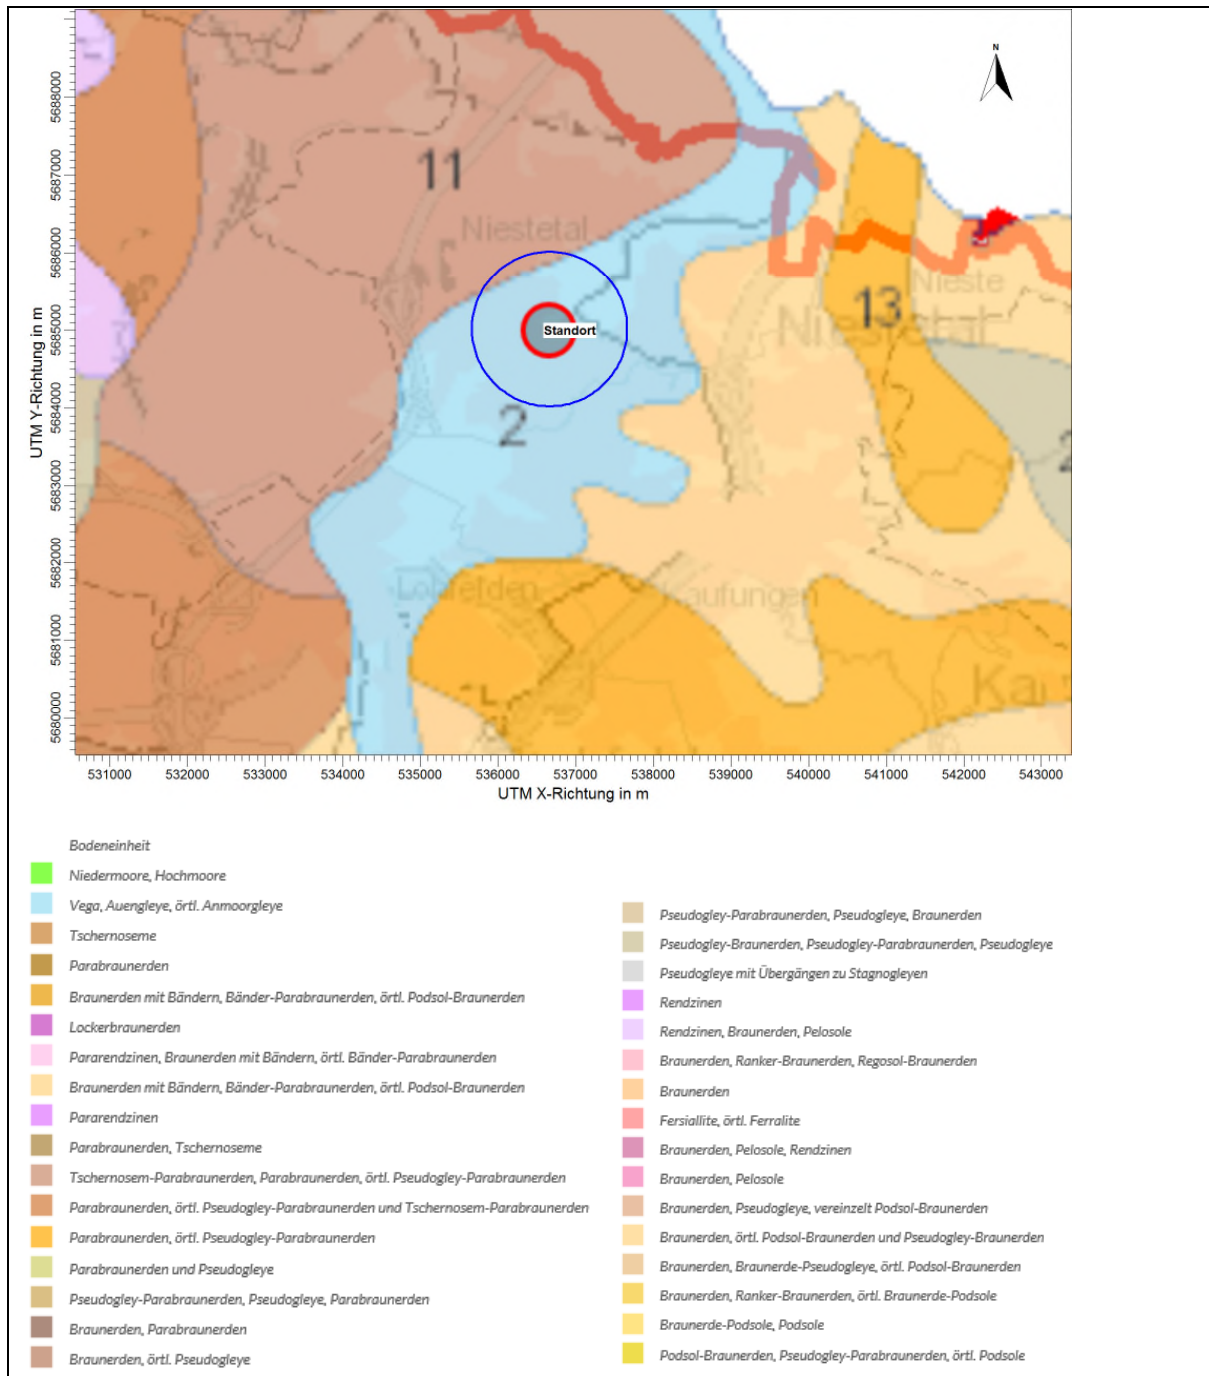 N
11
Niestetal
Nieste
13
Niestetal
Standort
2
2
Lohfelden
Kaufungen
Kau
UTM Y-Richtung in m
5688000
5687000
5686000
5685000
5684000
5683000
5682000
5681000
5680000
531000 532000 533000 534000 535000 536000 537000 538000 539000 540000 541000 542000 543000
UTM X-Richtung in m
Bodeneinheit
Niedermoore, Hochmoore
Vega, Auengleye, örtl. Anmoorgleye
Tschernoseme
Parabraunerden
Braunerden mit Bändern, Bänder-Parabraunerden, örtl. Podsol-Braunerden
Lockerbraunerden
Pararendzinen, Braunerden mit Bändern, örtl. Bänder-Parabraunerden
Braunerden mit Bändern, Bänder-Parabraunerden, örtl. Podsol-Braunerden
Pararendzinen
Parabraunerden, Tschernoseme
Tschernosem-Parabraunerden, Parabraunerden, örtl. Pseudogley-Parabraunerden
Parabraunerden, örtl. Pseudogley-Parabraunerden und Tschernosem-Parabraunerden
Parabraunerden, örtl. Pseudogley-Parabraunerden
Parabraunerden und Pseudogleye
Pseudogley-Parabraunerden, Pseudogleye, Parabraunerden
Braunerden, Parabraunerden
Braunerden, örtl. Pseudogleye
Pseudogley-Parabraunerden, Pseudogleye, Braunerden
Pseudogley-Braunerden, Pseudogley-Parabraunerden, Pseudogleye
Pseudogleye mit Übergängen zu Stagnogleyen
Rendzinen
Rendzinen, Braunerden, Pelosole
Braunerden, Ranker-Braunerden, Regosol-Braunerden
Braunerden
Fersiallite, örtl. Ferralite
Braunerden, Pelosole, Rendzinen
Braunerden, Pelosole
Braunerden, Pseudogleye, vereinzelt Podsol-Braunerden
Braunerden, örtl. Podsol-Braunerden und Pseudogley-Braunerden
Braunerden, Braunerde-Pseudogleye, örtl. Podsol-Braunerden
Braunerden, Ranker-Braunerden, örtl. Braunerde-Podsole
Braunerde-Podsole, Podsole
Podsol-Braunerden, Pseudogley-Parabraunerden, örtl. Podsole